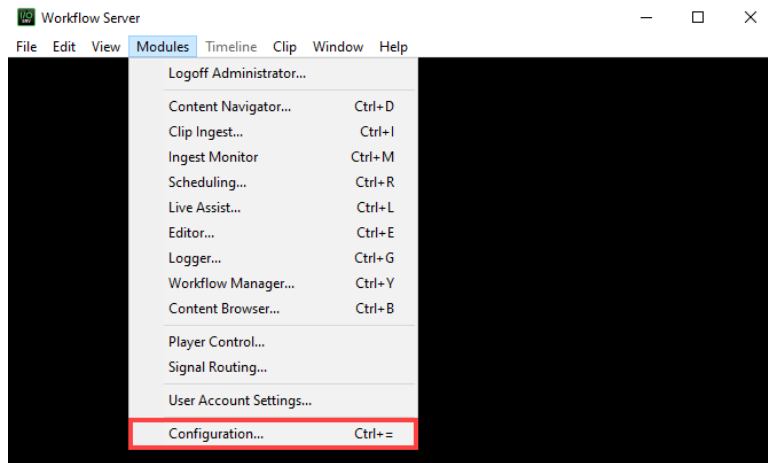 I/O
Workflow Server
File Edit View Modules Timeline Clip Window Help
Logoff Administrator...
Content Navigator... Ctrl+D
Clip Ingest... Ctrl+I
Ingest Monitor Ctrl+M
Scheduling... Ctrl+R
Live Assist... Ctrl+L
Editor... Ctrl+E
Logger... Ctrl+G
Workflow Manager... Ctrl+Y
Content Browser... Ctrl+B
Player Control...
Signal Routing...
User Account Settings...
Configuration... Ctrl+=